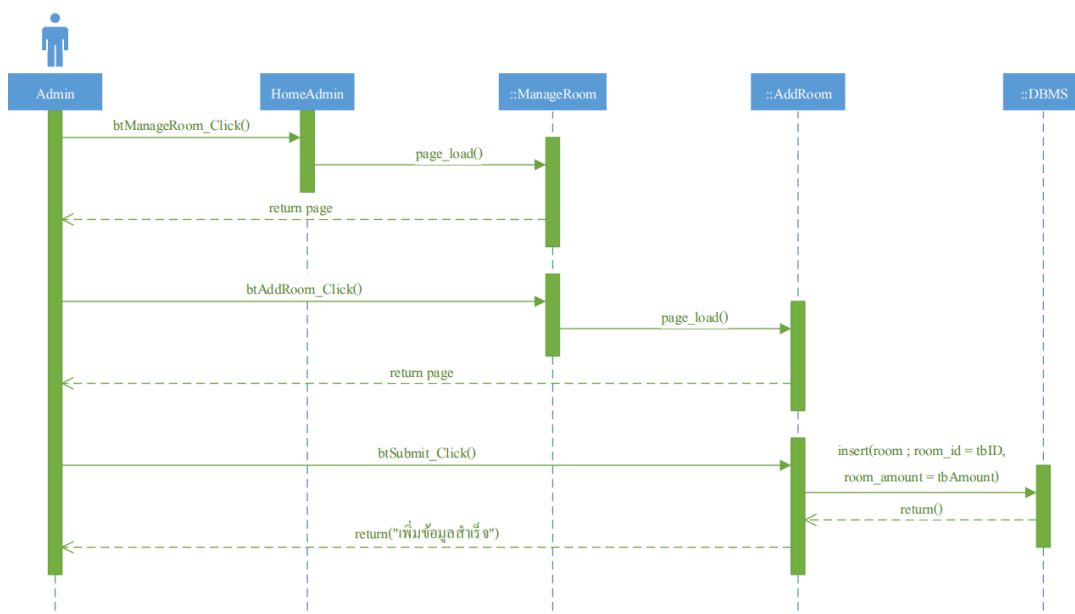 Admin
HomeAdmin
::ManageRoom
::AddRoom
::DBMS
btManageRoom_Click()
page_load()
return page
btAddRoom_Click()
page_load()
return page
btSubmit_Click()
insert(room ; room_id = tbID,
room_amount = tbAmount)
return()
return("เพิ่มข้อมูลสำเร็จ")